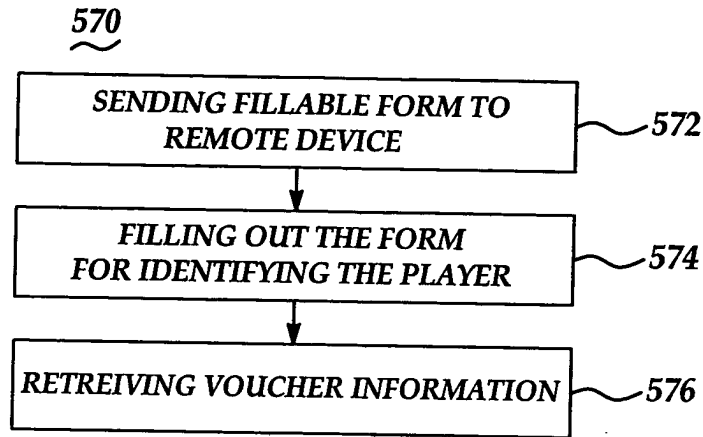 570
SENDING FILLABLE FORM TO
REMOTE DEVICE
572
FILLING OUT THE FORM
FOR IDENTIFYING THE PLAYER
574
RETREIVING VOUCHER INFORMATION
576